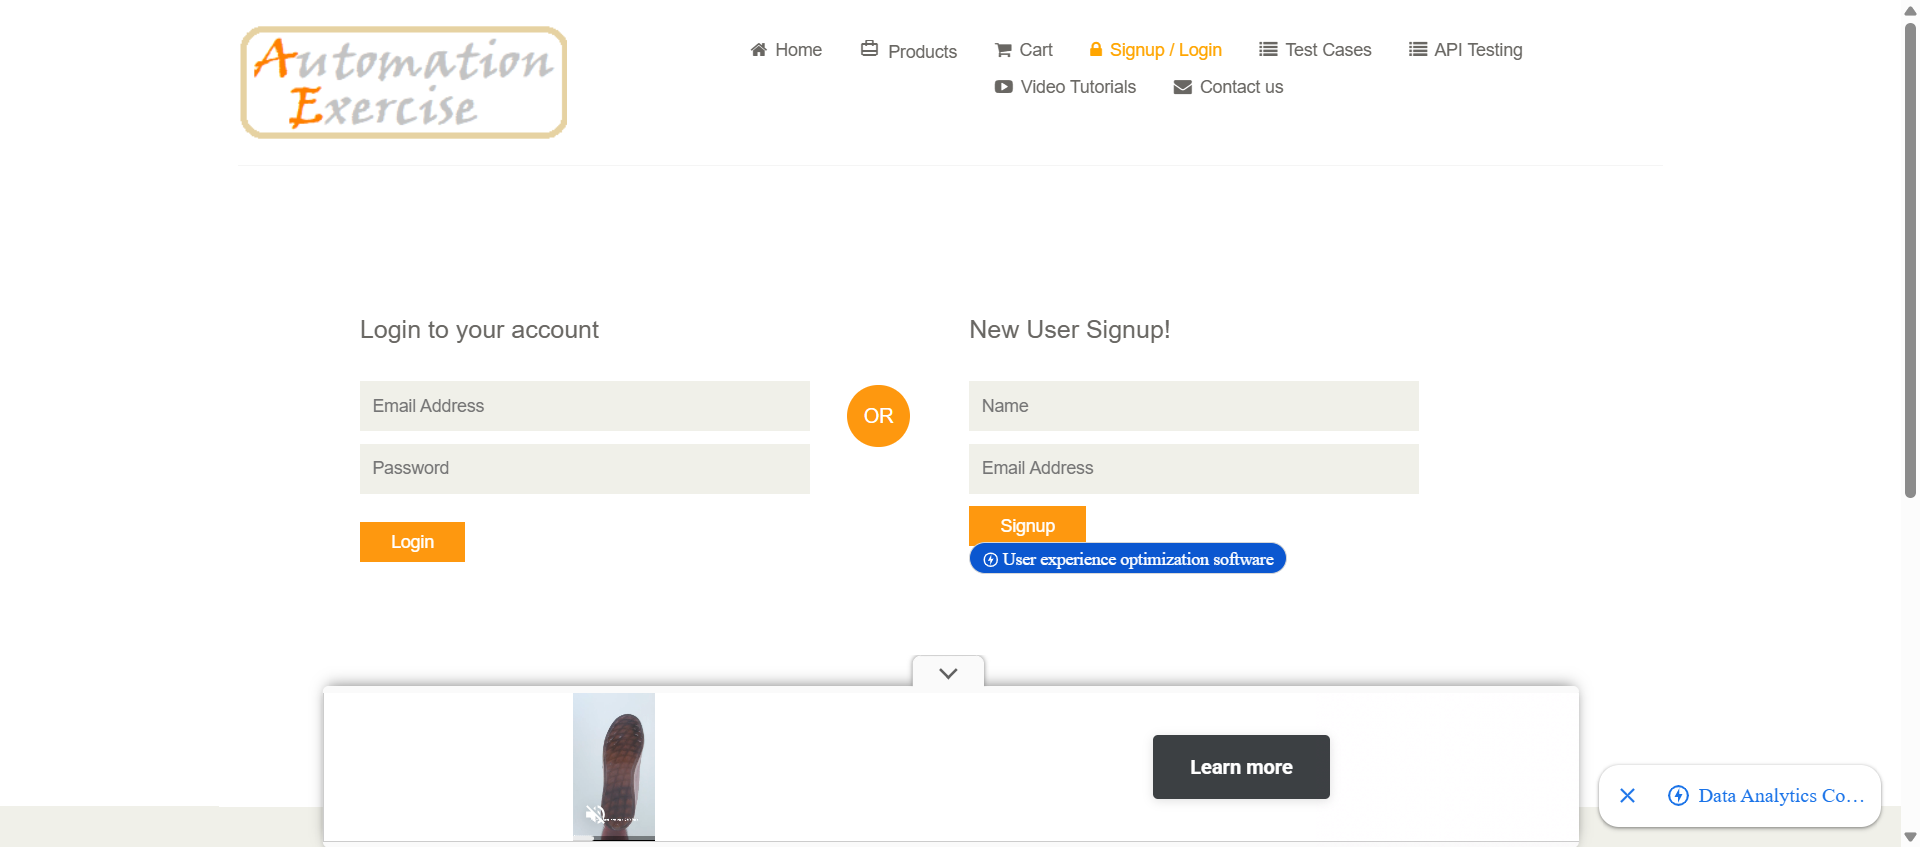 Automation
Exercise
Home
Products
Cart
Signup / Login
Test Cases
API Testing
Video Tutorials
Contact us
Login to your account
New User Signup!
Email Address
OR
Name
Password
Email Address
Login
Signup
User experience optimization software
Learn more
Data Analytics Co...